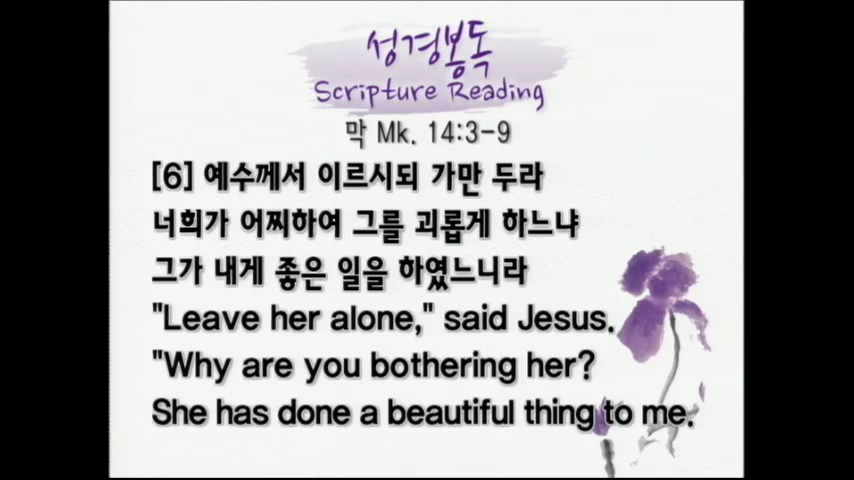 성경봉독
Scripture Reading
막 Mk. 14:3-9
[6] 예수께서 이르시되 가만 두라
너희가 어찌하여 그를 괴롭게 하느냐
그가 내게 좋은 일을 하였느니라
"Leave her alone," said Jesus.
"Why are you bothering her?
She has done a beautiful thing to me.